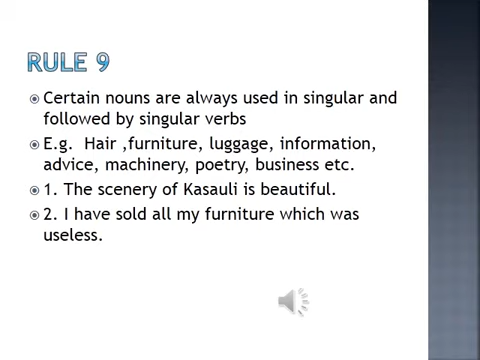 RULE 9
Certain nouns are always used in singular and
followed by singular verbs
E.g.  Hair ,furniture, luggage, information,
advice, machinery, poetry, business etc.
1. The scenery of Kasauli is beautiful.
2. I have sold all my furniture which was
useless.